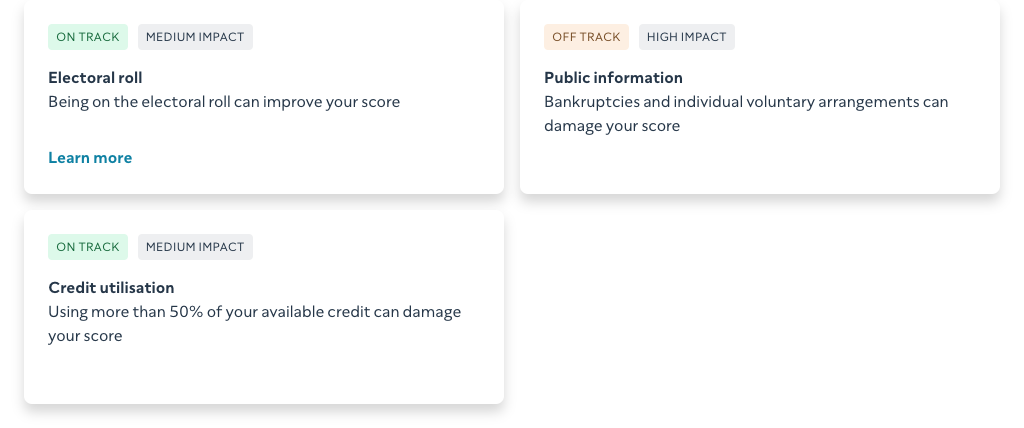 ON TRACK MEDIUM IMPACT
Electoral roll
Being on the electoral roll can improve your score
Learn more
OFF TRACK HIGH IMPACT
Public information
Bankruptcies and individual voluntary arrangements can
damage your score
ON TRACK MEDIUM IMPACT
Credit utilisation
Using more than 50% of your available credit can damage
your score